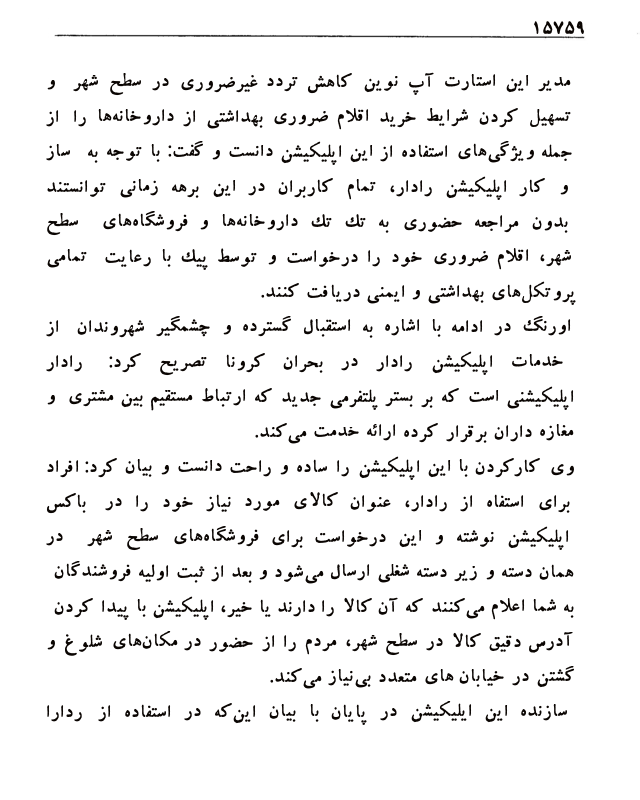 ۱۵۷۵۹
مدیر این استارت آپ نوین کاهش تردد غیرضروری در سطح شهر و
تسهیل کردن شرایط خرید اقلام ضروری بهداشتی از داروخانه‌ها را از
جمله ویژگی‌های استفاده از این اپلیکیشن دانست و گفت: با توجه به ساز
و کار اپلیکیشن رادار، تمام کاربران در این برهه زمانی توانستند
بدون مراجعه حضوری به تك تك داروخانه‌ها و فروشگاه‌های سطح
شهر، اقلام ضروری خود را درخواست و توسط پیك با رعایت تمامی
پروتکل‌های بهداشتی و ایمنی دریافت کنند.
اورنگ در ادامه با اشاره به استقبال گسترده و چشمگیر شهروندان از
خدمات اپلیکیشن رادار در بحران کرونا تصریح کرد: رادار
اپلیکیشنی است که بر بستر پلتفرمی جدید که ارتباط مستقیم بین مشتری و
مغازه داران برقرار کرده ارائه خدمت می‌کند.
وی کارکردن با این اپلیکیشن را ساده و راحت دانست و بیان کرد: افراد
برای استفاه از رادار، عنوان کالای مورد نیاز خود را در باکس
اپلیکیشن نوشته و این درخواست برای فروشگاه‌های سطح شهر در
همان دسته و زیر دسته شغلی ارسال می‌شود و بعد از ثبت اولیه فروشندگان
به شما اعلام می‌کنند که آن کالا را دارند یا خیر، اپلیکیشن با پیدا کردن
آدرس دقیق کالا در سطح شهر، مردم را از حضور در مکان‌های شلوغ و
گشتن در خیابان های متعدد بی‌نیاز می‌کند.
سازنده این اپلیکیشن در پایان با بیان این‌که در استفاده از ردارا